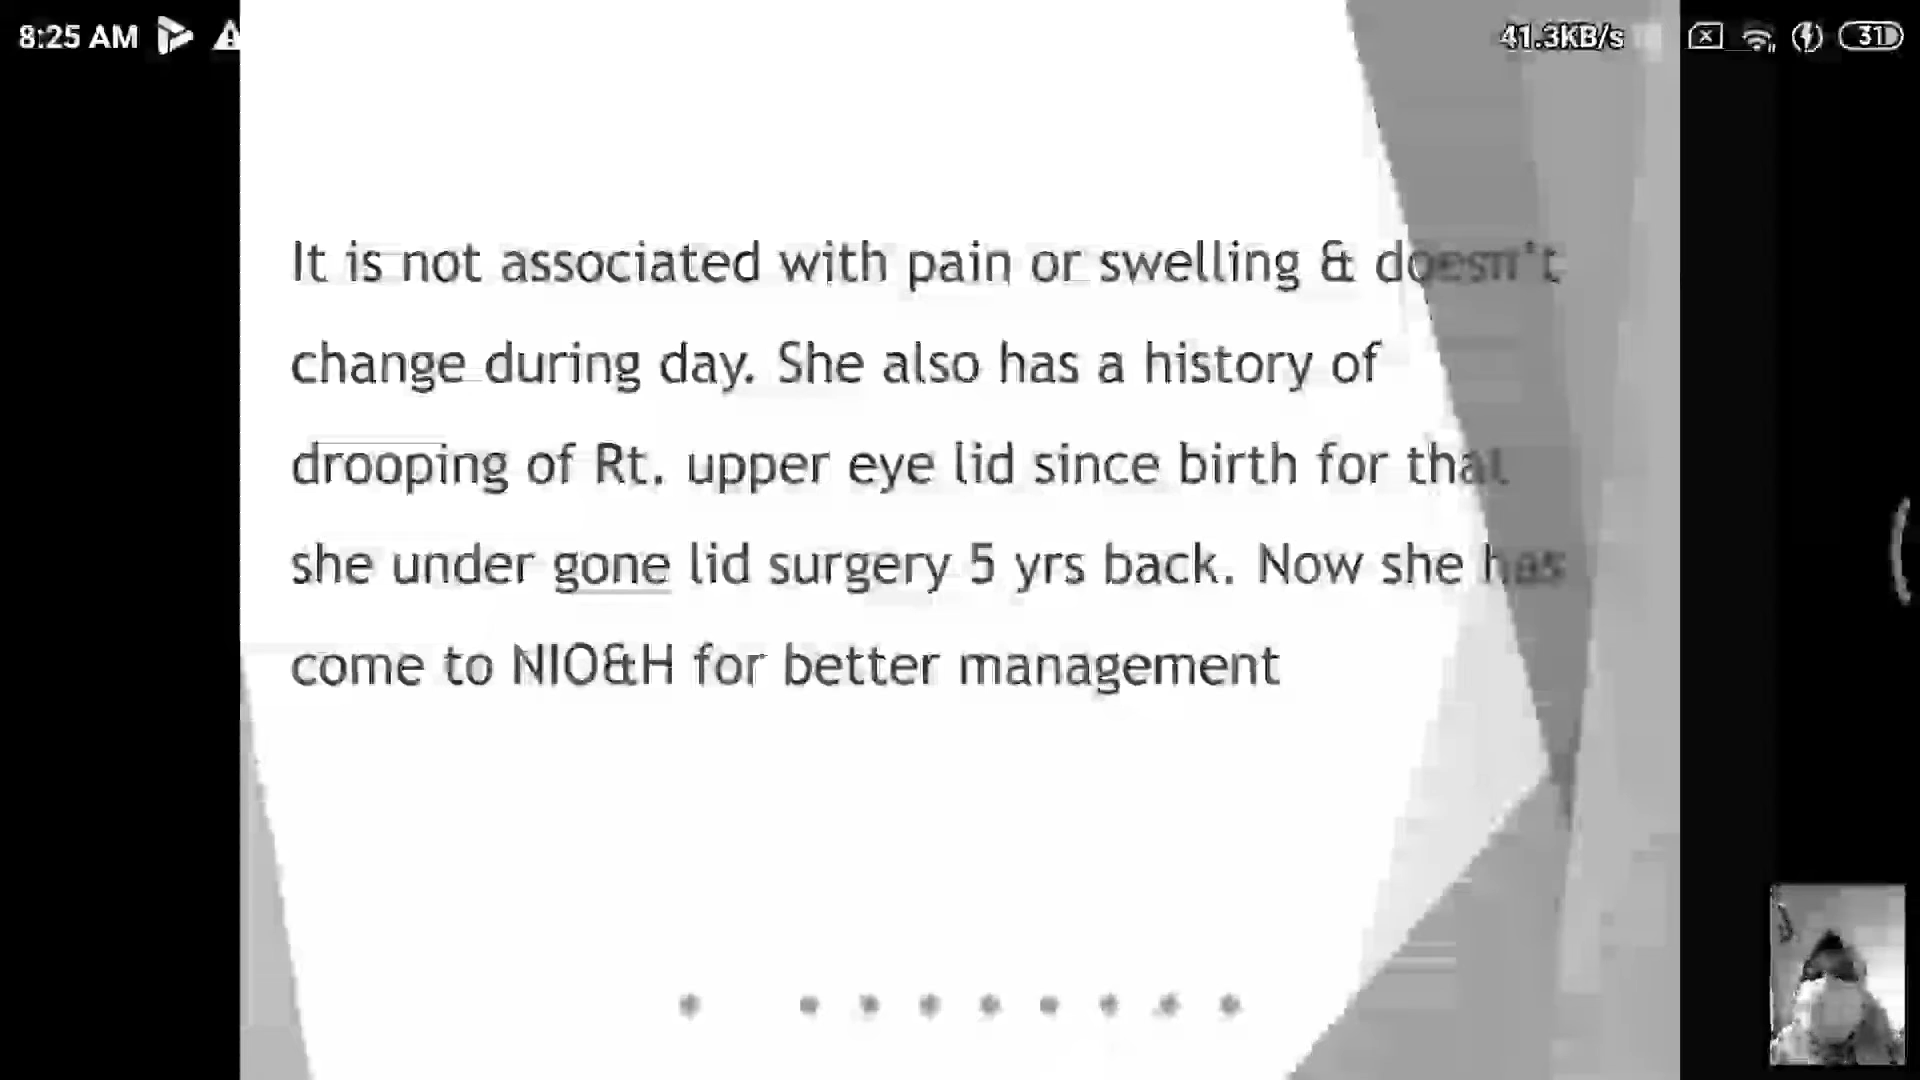 8:25 AM
41.3KB/s
31
It is not associated with pain or swelling & doesn't
change during day. She also has a history of
drooping of Rt. upper eye lid since birth for that
she under gone lid surgery 5 yrs back. Now she has
come to NIO&H for better management